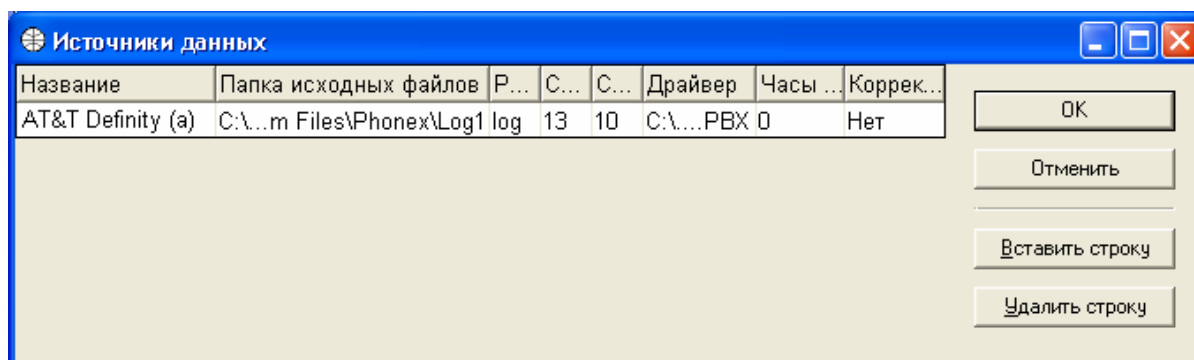 Источники данных
Название Папка исходных файлов Р... С... С... Драйвер Часы ... Коррек...
AT&T Definity (a) C:\...m Files\Phonex\Log1 log 13 10 C:\....PBX 0 Нет
OK
Отменить
Вставить строку
Удалить строку